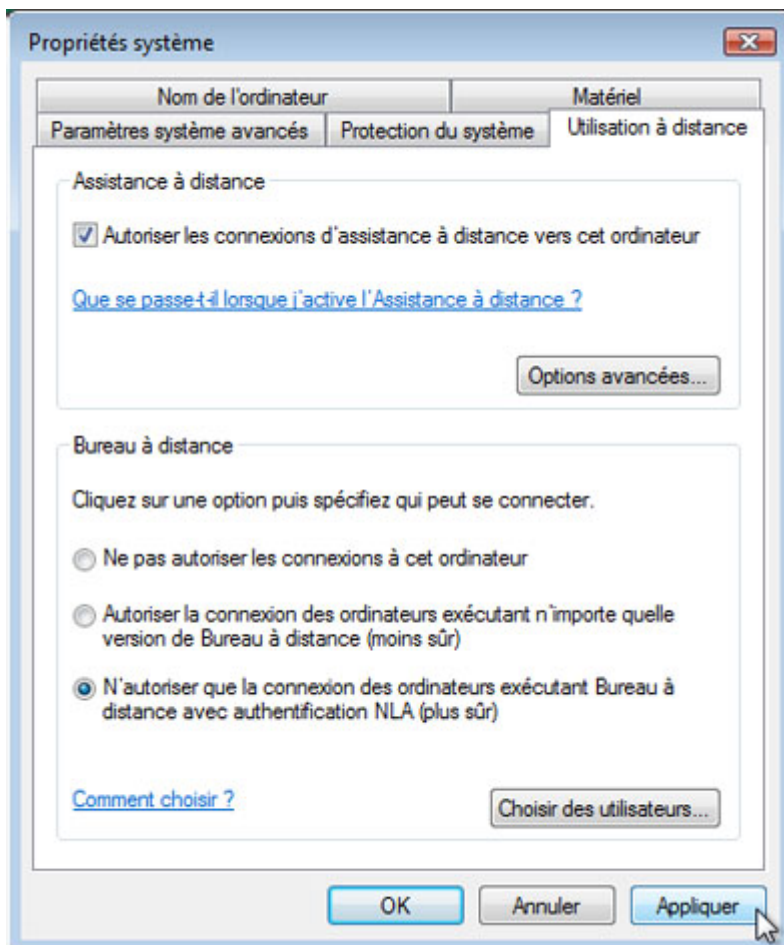 Propriétés système
Nom de l'ordinateur Matériel
Paramètres système avancés Protection du système Utilisation à distance
Assistance à distance
Autoriser les connexions d'assistance à distance vers cet ordinateur
Que se passe-t-il lorsque j'active l'Assistance à distance ?
Options avancées...
Bureau à distance
Cliquez sur une option puis spécifiez qui peut se connecter.
Ne pas autoriser les connexions à cet ordinateur
Autoriser la connexion des ordinateurs exécutant n'importe quelle
version de Bureau à distance (moins sûr)
N'autoriser que la connexion des ordinateurs exécutant Bureau à
distance avec authentification NLA (plus sûr)
Comment choisir ?
Choisir des utilisateurs...
OK Annuler Appliquer